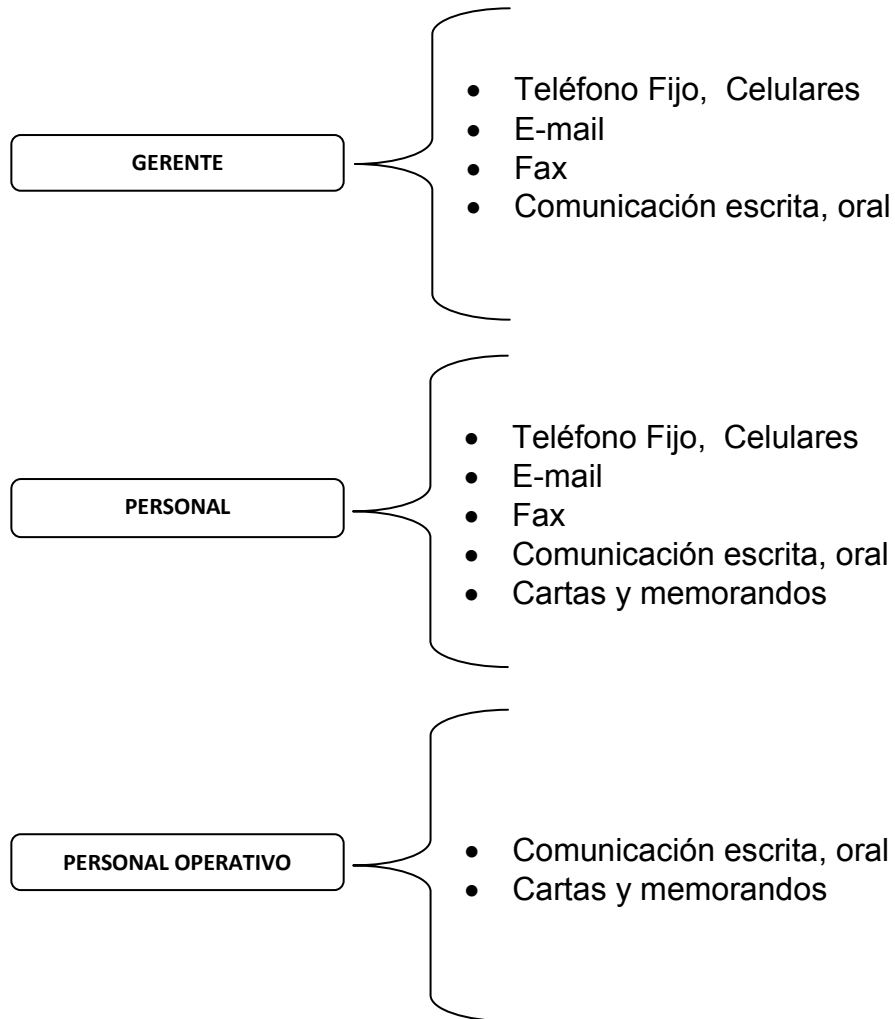 GERENTE
• Teléfono Fijo, Celulares
• E-mail
• Fax
• Comunicación escrita, oral
PERSONAL
• Teléfono Fijo, Celulares
• E-mail
• Fax
• Comunicación escrita, oral
• Cartas y memorandos
PERSONAL OPERATIVO
• Comunicación escrita, oral
• Cartas y memorandos